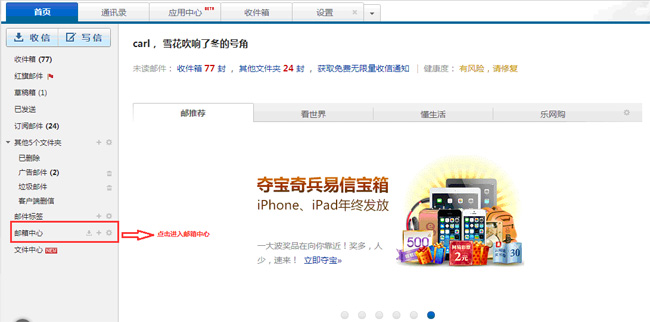 首页 通讯录 应用中心 BETA 收件箱 设置
收信 写信
收件箱 (77)
红旗邮件
草稿箱 (1)
已发送
订阅邮件 (24)
其他5个文件夹
已删除
广告邮件 (2)
垃圾邮件
客户端删信
邮件标签
邮箱中心
文件中心 NEW
点击进入邮箱中心
carl，雪花吹响了冬的号角
未读邮件： 收件箱 77 封 ，其他文件夹 24 封 ，获取免费无限量收信通知 | 健康度： 有风险，请修复
邮推荐 看世界 懂生活 乐网购
夺宝奇兵易信宝箱
iPhone、iPad年终发放
一大波奖品在向你靠近！奖多，人
少，速来！ 立即夺宝»
500
2元
30